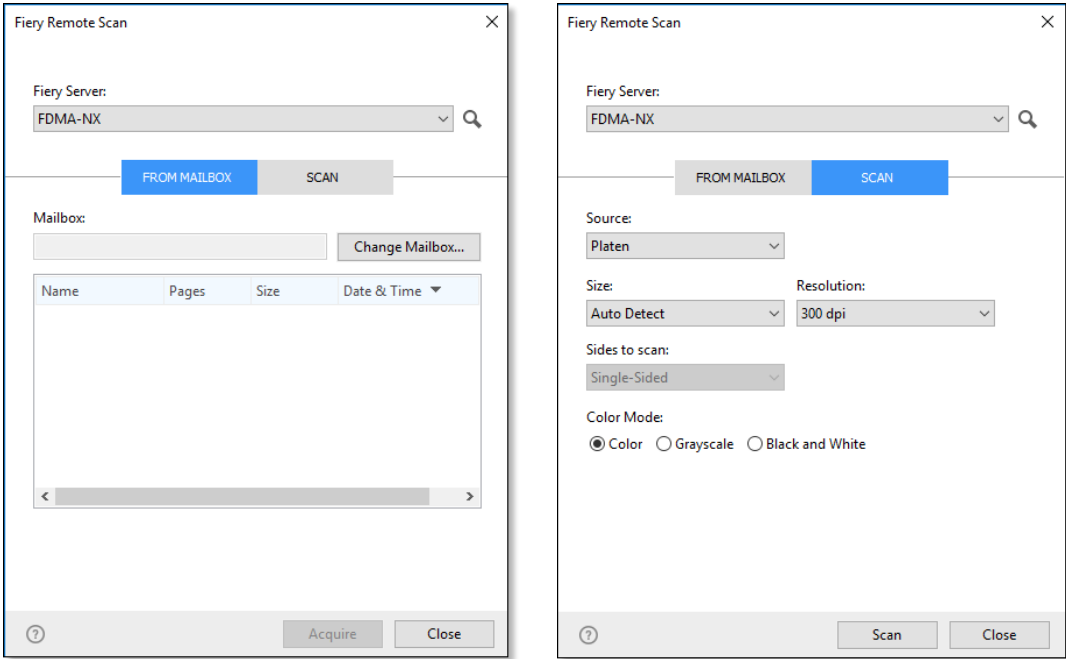 Fiery Remote Scan
Fiery Server:
FDMA-NX
FROM MAILBOX SCAN
Mailbox:
Change Mailbox...
Name Pages Size Date & Time
?
Acquire Close
Fiery Remote Scan
Fiery Server:
FDMA-NX
FROM MAILBOX SCAN
Source:
Platen
Size: Resolution:
Auto Detect 300 dpi
Sides to scan:
Single-Sided
Color Mode:
Color Grayscale Black and White
?
Scan Close